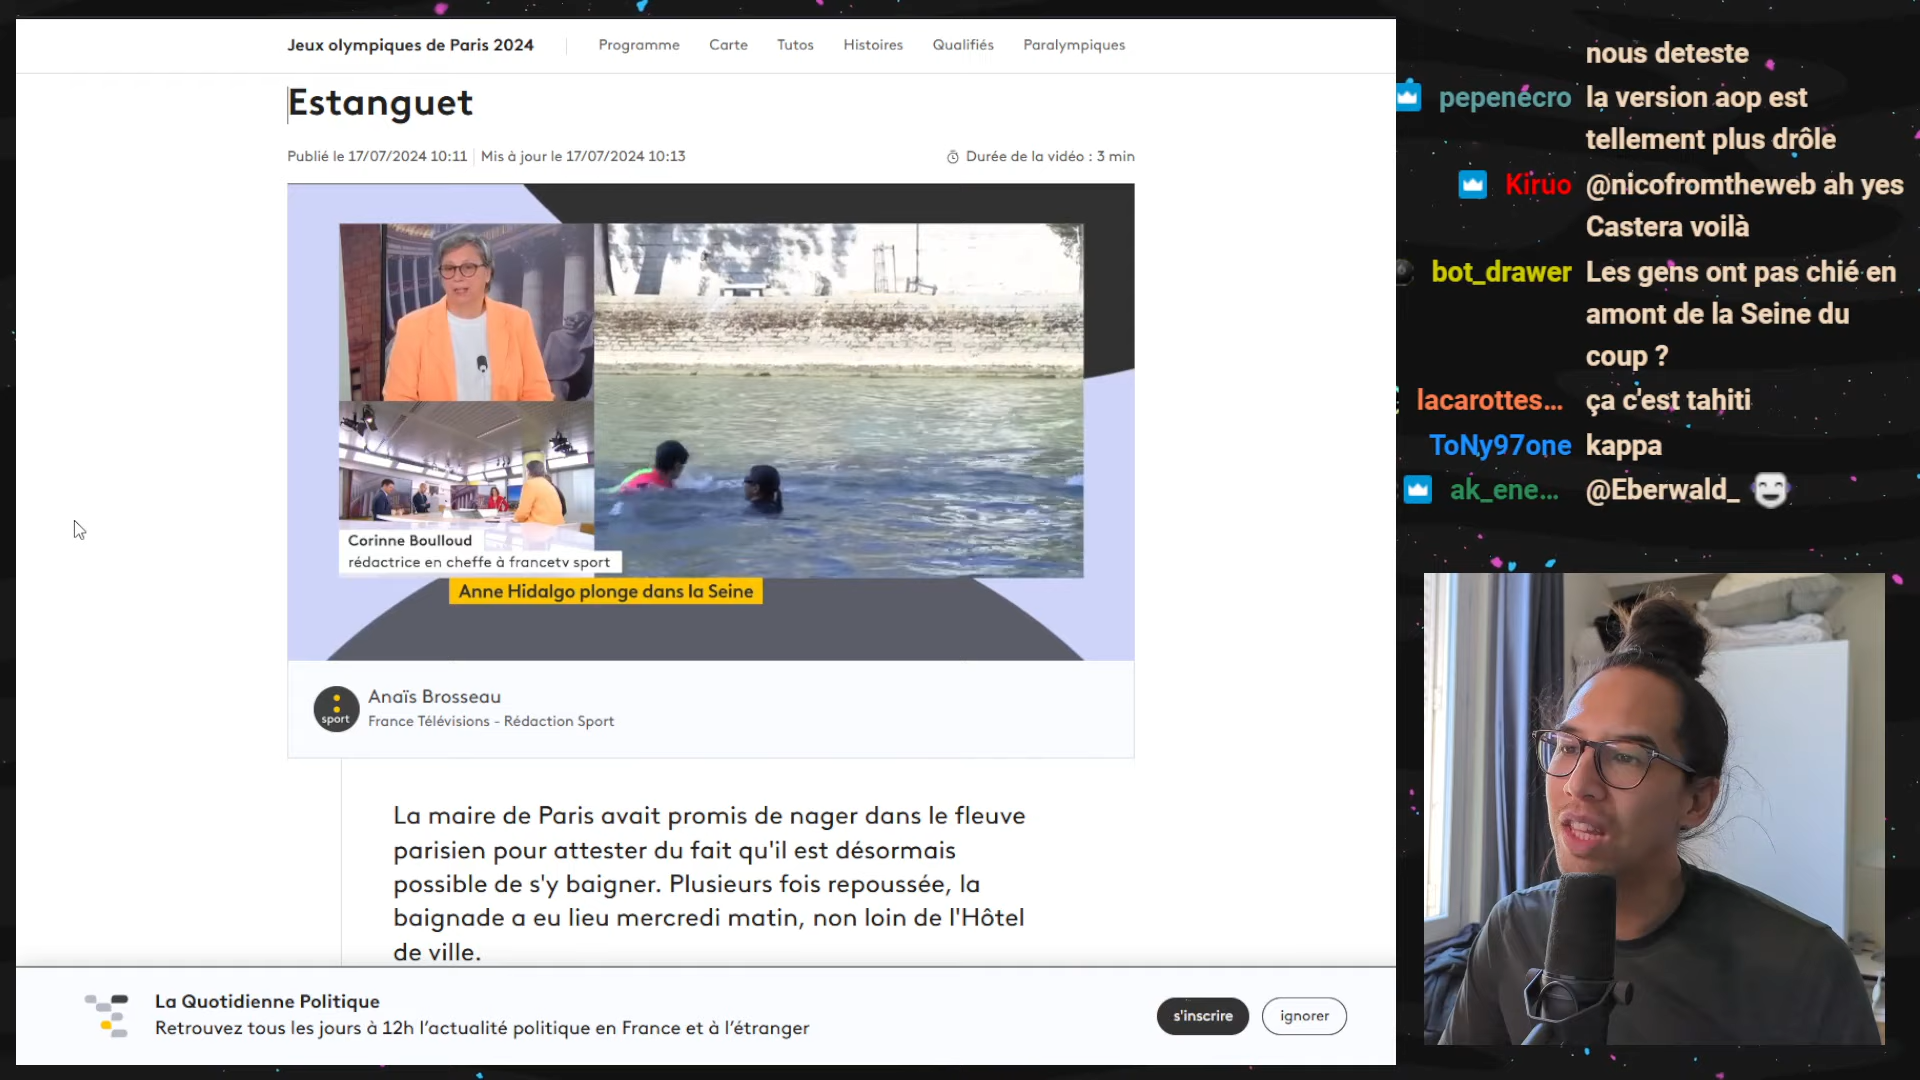 Jeux olympiques de Paris 2024
Programme
Carte
Tutos
Histoires
Qualifiés
Paralympiques
Estanguet
Publié le 17/07/2024 10:11
Mis à jour le 17/07/2024 10:13
Durée de la vidéo : 3 min
Corinne Boulloud
rédactrice en cheffe à francetv sport
Anne Hidalgo plonge dans la Seine
sport
Anaïs Brosseau
France Télévisions - Rédaction Sport
La maire de Paris avait promis de nager dans le fleuve
parisien pour attester du fait qu'il est désormais
possible de s'y baigner. Plusieurs fois repoussée, la
baignade a eu lieu mercredi matin, non loin de l'Hôtel
de ville.
La Quotidienne Politique
Retrouvez tous les jours à 12h l’actualité politique en France et à l’étranger
s'inscrire
ignorer
nous deteste
pepenecro la version aop est
tellement plus drôle
Kiruo @nicofromtheweb ah yes
Castera voilà
bot_drawer Les gens ont pas chié en
amont de la Seine du
coup ?
lacarottes... ça c'est tahiti
ToNy97one kappa
ak_ene... @Eberwald_